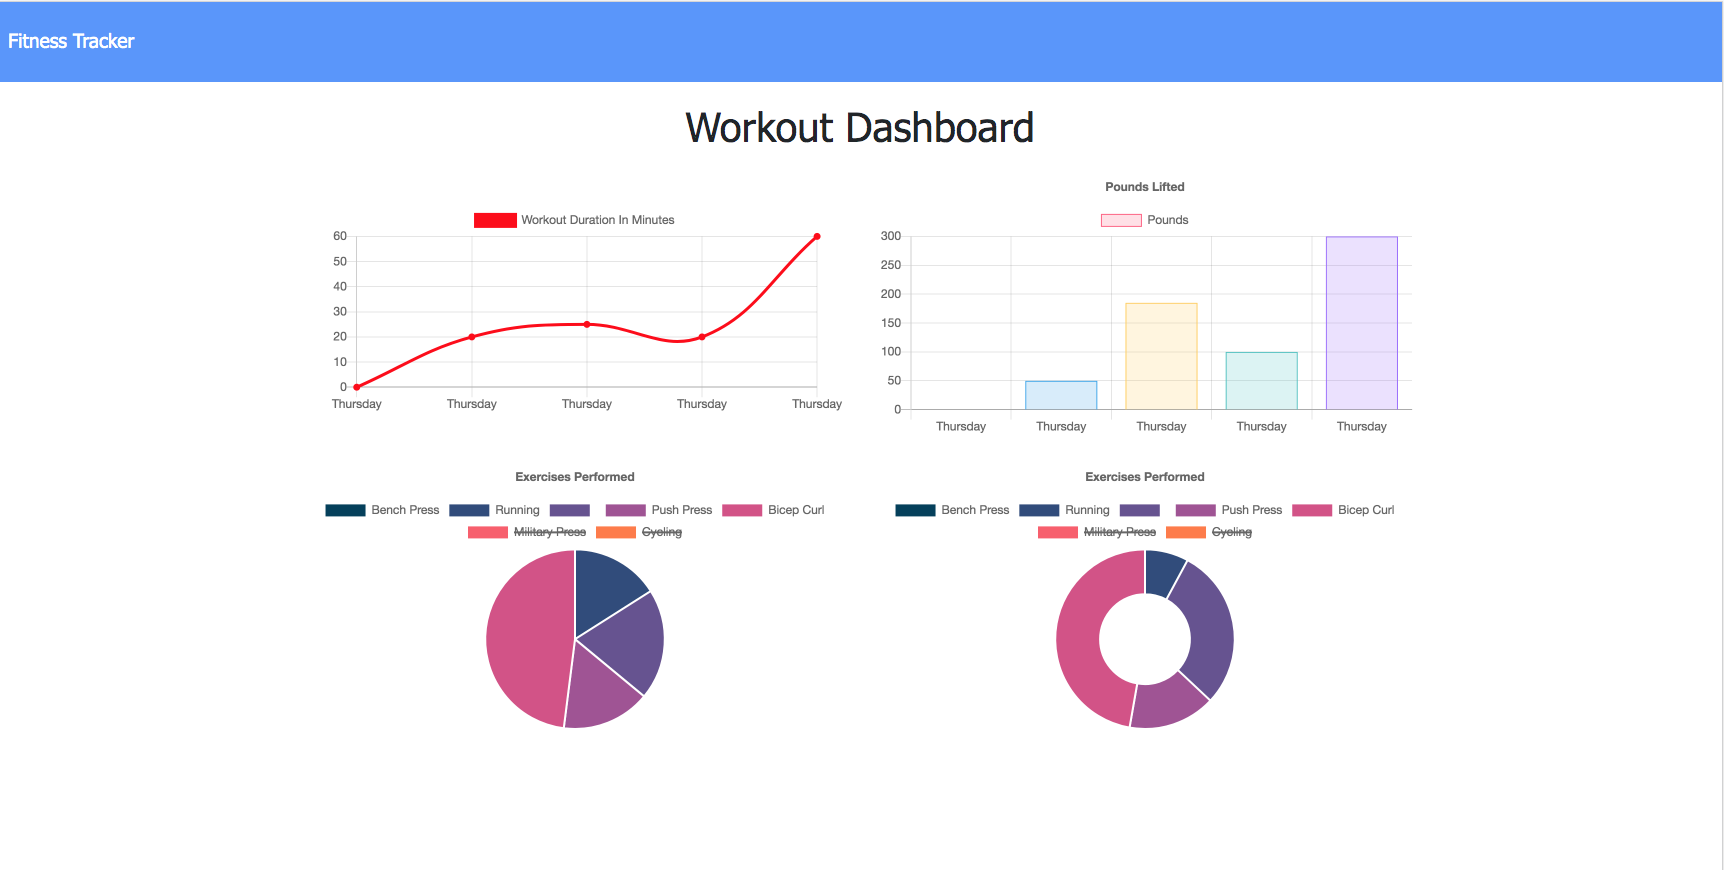 Fitness Tracker
Workout Dashboard
Workout Duration In Minutes
60
50
40
30
20
10
0
Thursday Thursday Thursday Thursday Thursday
Pounds Lifted
Pounds
300
250
200
150
100
50
0
Thursday Thursday Thursday Thursday Thursday
Exercises Performed
Bench Press Running Push Press Bicep Curl
Military Press Cycling
Exercises Performed
Bench Press Running Push Press Bicep Curl
Military Press Cycling